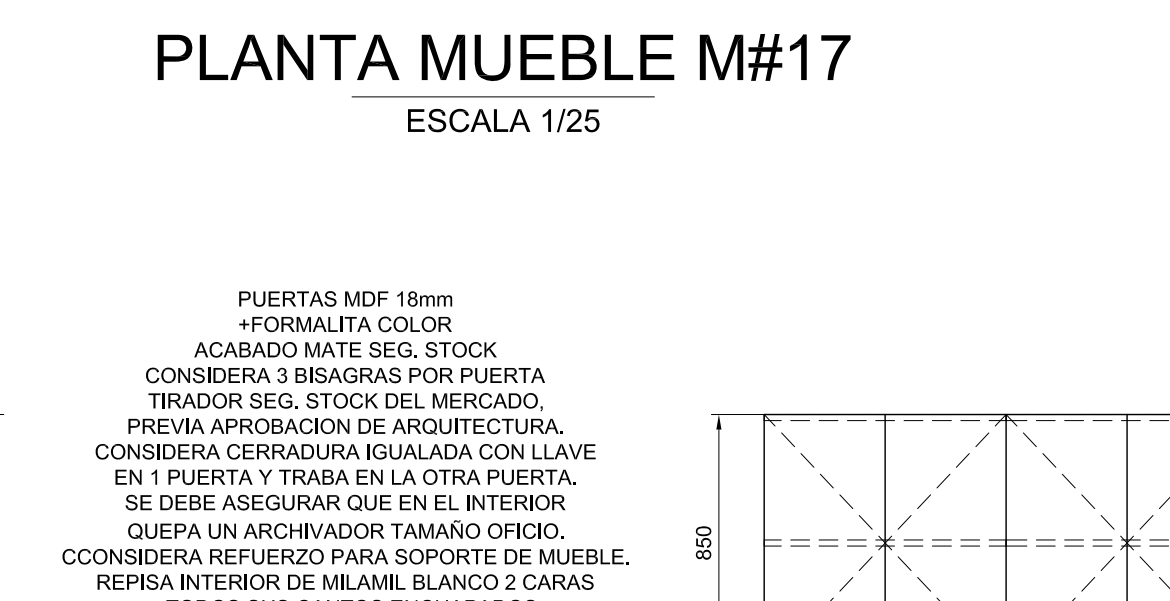 PLANTA MUEBLE M#17
ESCALA 1/25
PUERTAS MDF 18mm
+FORMALITA COLOR
ACABADO MATE SEG. STOCK
CONSIDERA 3 BISAGRAS POR PUERTA
TIRADOR SEG. STOCK DEL MERCADO,
PREVIA APROBACION DE ARQUITECTURA.
CONSIDERA CERRADURA IGUALADA CON LLAVE
EN 1 PUERTA Y TRABA EN LA OTRA PUERTA.
SE DEBE ASEGURAR QUE EN EL INTERIOR
QUEPA UN ARCHIVADOR TAMAÑO OFICIO.
CCONSIDERA REFUERZO PARA SOPORTE DE MUEBLE.
REPISA INTERIOR DE MILAMIL BLANCO 2 CARAS
850